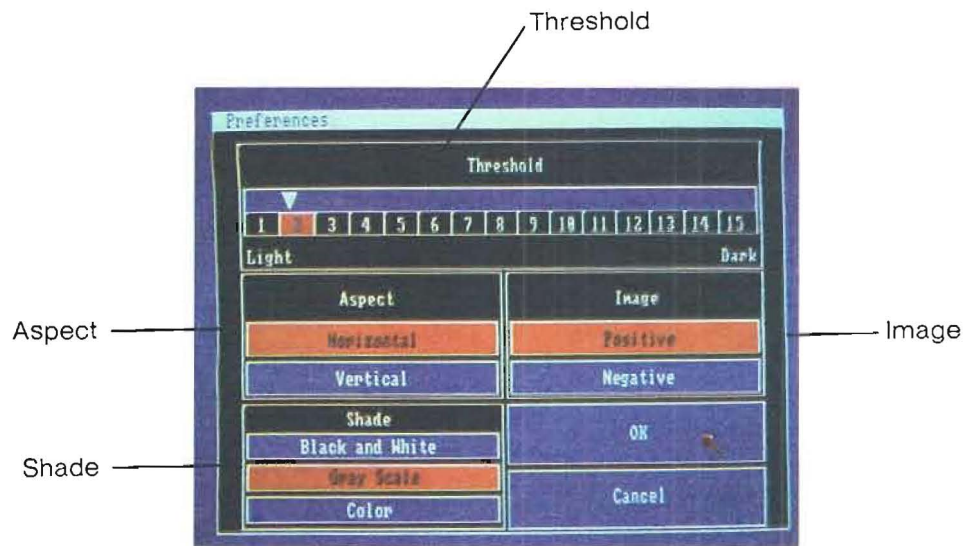 Threshold
Preferences
Threshold
1 2 3 4 5 6 7 8 9 10 11 12 13 14 15
Light Dark
Aspect Image
Aspect Image
Horizontal Positive
Vertical Negative
Shade
Black and White OK
Shade
Gray Scale
Color Cancel